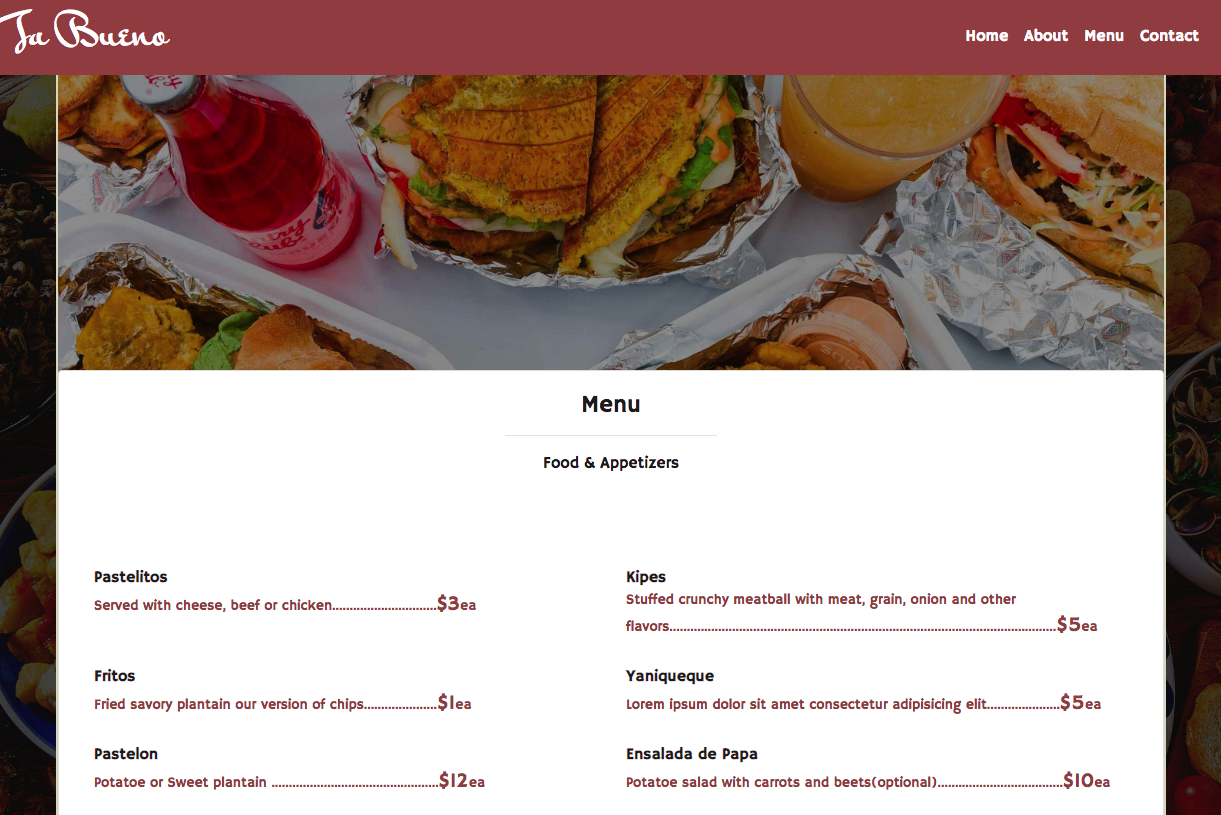 Ta Bueno
Home About Menu Contact
Menu
Food & Appetizers
Pastelitos
Served with cheese, beef or chicken..............................$3ea
Kipes
Stuffed crunchy meatball with meat, grain, onion and other
flavors...............................................................................................................$5ea
Fritos
Fried savory plantain our version of chips.....................$1ea
Yaniqueque
Lorem ipsum dolor sit amet consectetur adipisicing elit.....................$5ea
Pastelon
Potatoe or Sweet plantain ................................................$12ea
Ensalada de Papa
Potatoe salad with carrots and beets(optional)....................................$10ea